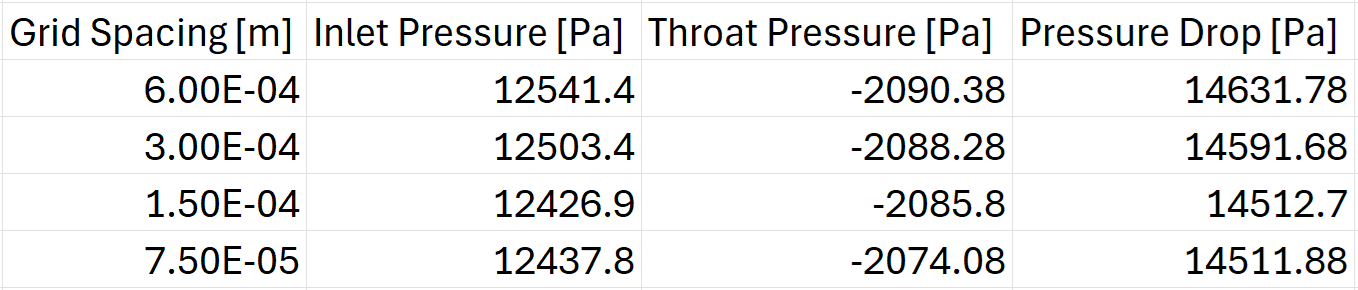 Grid Spacing [m] Inlet Pressure [Pa] Throat Pressure [Pa] Pressure Drop [Pa]
6.00E-04 12541.4 -2090.38 14631.78
3.00E-04 12503.4 -2088.28 14591.68
1.50E-04 12426.9 -2085.8 14512.7
7.50E-05 12437.8 -2074.08 14511.88